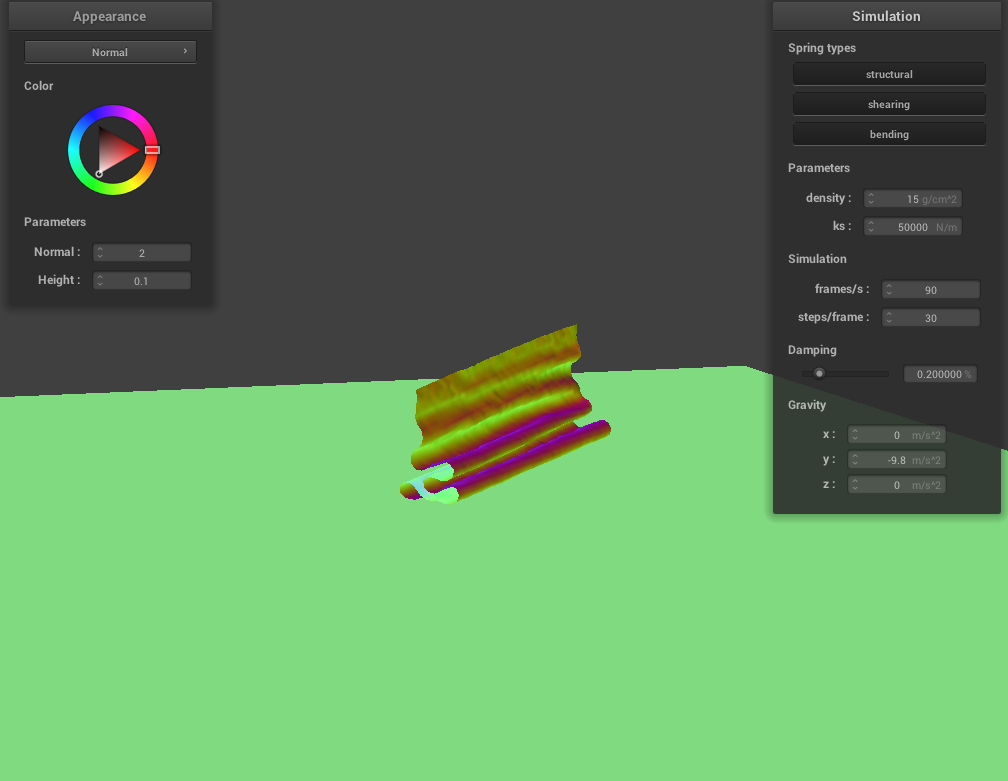 Appearance
Normal
Color
Parameters
Normal :
2
Height :
0.1
Simulation
Spring types
structural
shearing
bending
Parameters
density :
15 g/cm^2
ks :
50000 N/m
Simulation
frames/s :
90
steps/frame :
30
Damping
0.200000 %
Gravity
x :
0 m/s^2
y :
-9.8 m/s^2
z :
0 m/s^2